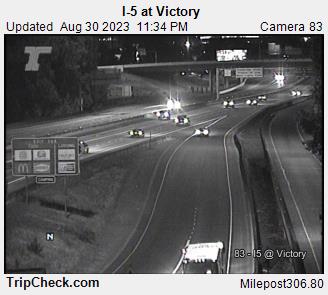 I-5 at Victory
Updated  Aug 30 2023  11:34 PM
Camera 83
N
83 - I5 @ Victory
TripCheck.com
Milepost306.80